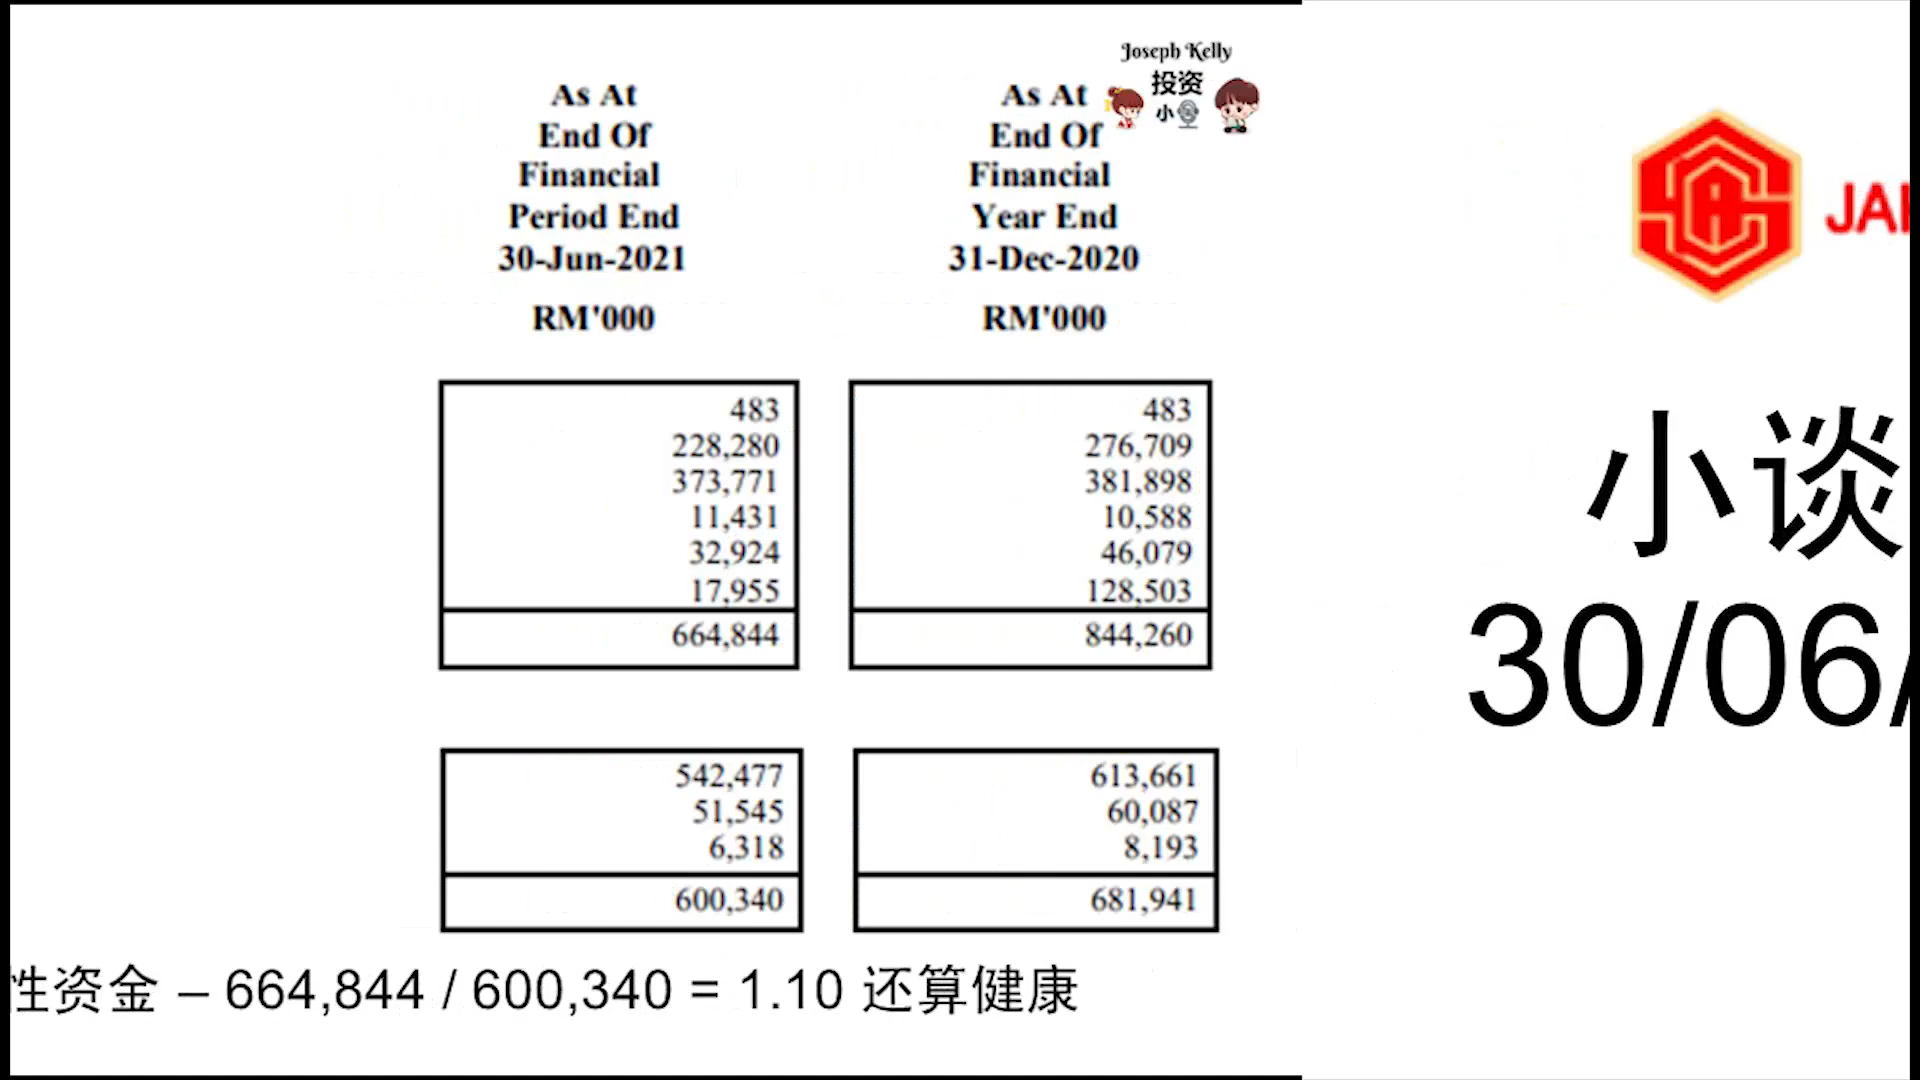 Joseph Kelly
投资
小
As At
End Of
Financial
Period End
30-Jun-2021
RM'000
As At
End Of
Financial
Year End
31-Dec-2020
RM'000
483
228,280
373,771
11,431
32,924
17,955
664,844
483
276,709
381,898
10,588
46,079
128,503
844,260
542,477
51,545
6,318
600,340
613,661
60,087
8,193
681,941
性资金 – 664,844 / 600,340 = 1.10 还算健康
JA
小谈
30/06/